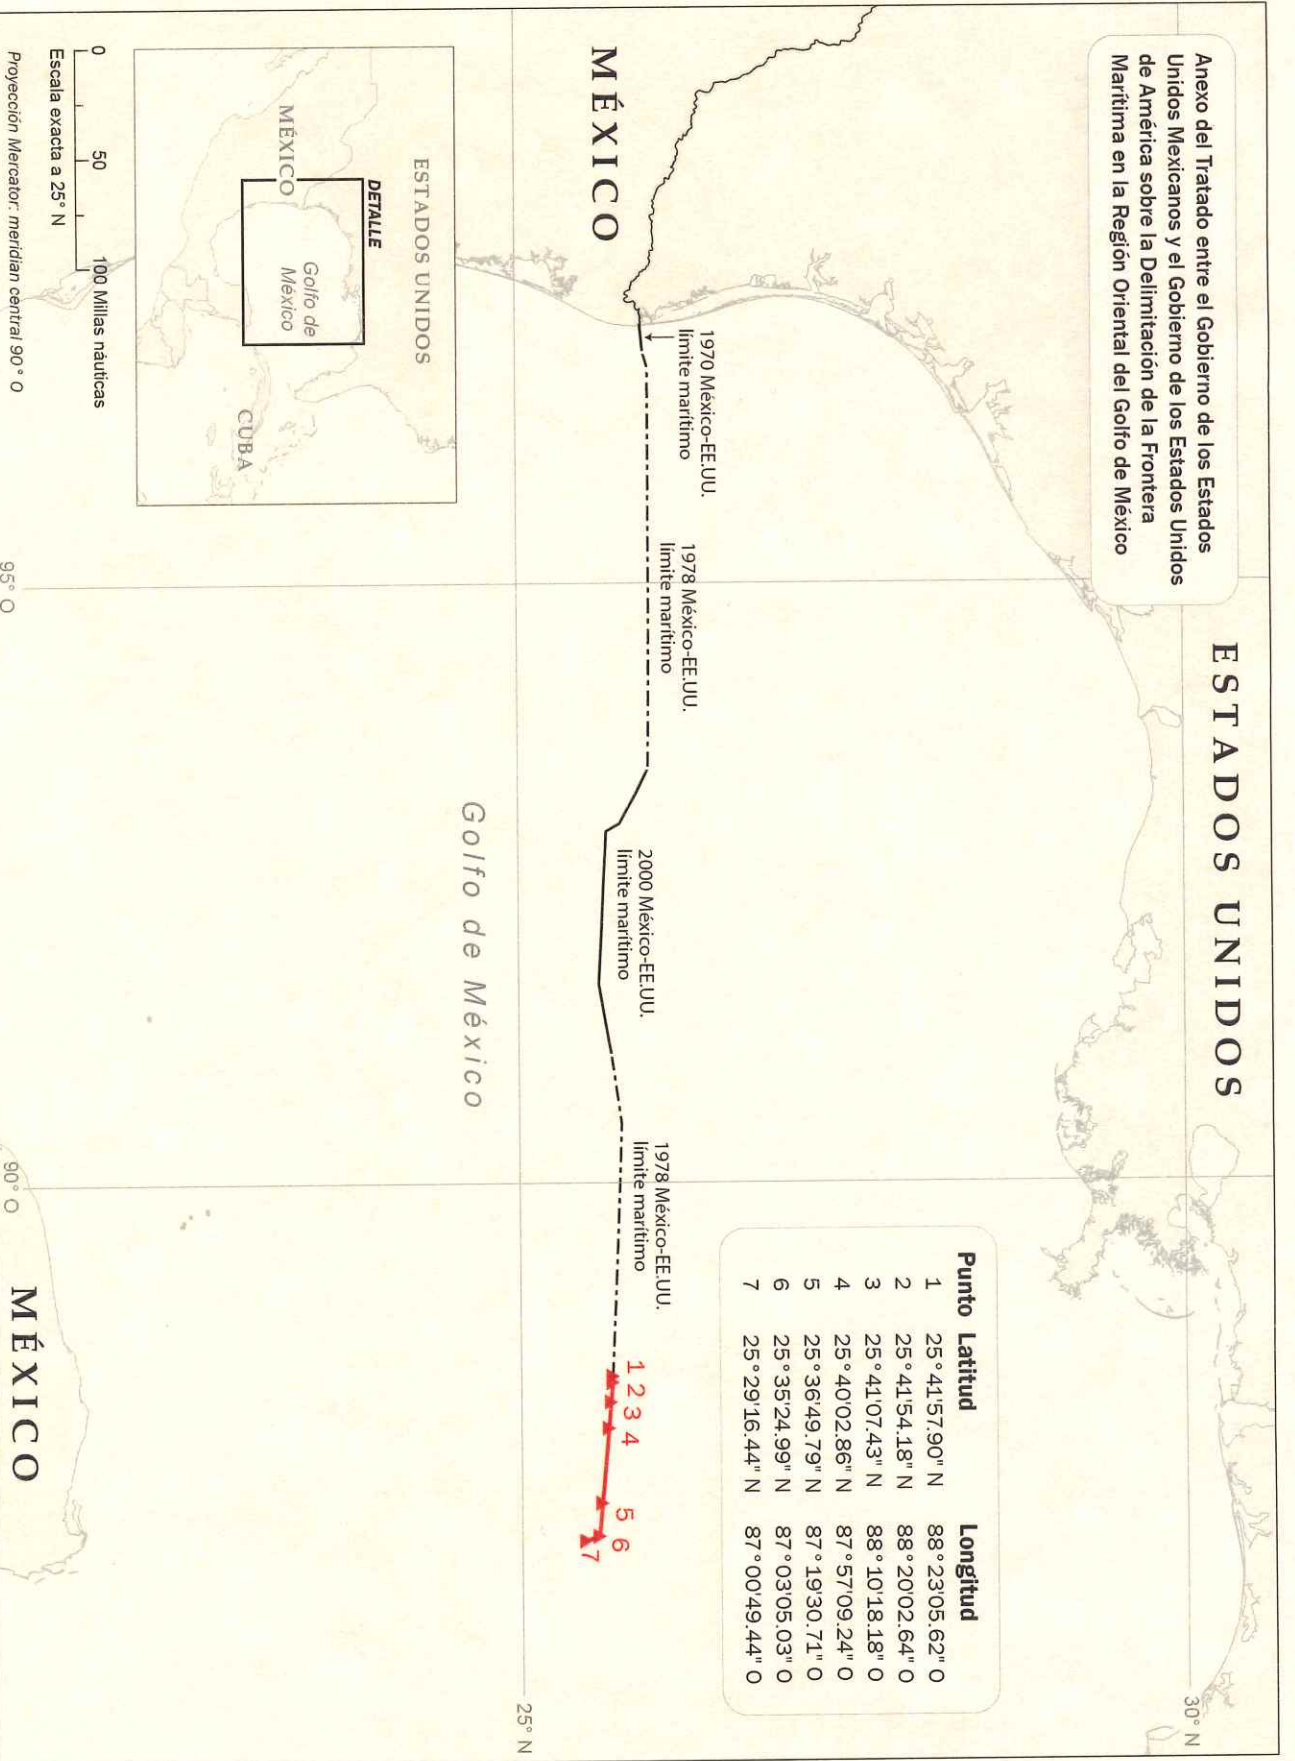 Anexo del Tratado entre el Gobierno de los Estados
Unidos Mexicanos y el Gobierno de los Estados Unidos
de América sobre la Delimitación de la Frontera
Marítima en la Región Oriental del Golfo de México
ESTADOS UNIDOS
30° N
Punto Latitud Longitud
1 25°41'57.90" N 88°23'05.62" O
2 25°41'54.18" N 88°20'02.64" O
3 25°41'07.43" N 88°10'18.18" O
4 25°40'02.86" N 87°57'09.24" O
5 25°36'49.79" N 87°19'30.71" O
6 25°35'24.99" N 87°03'05.03" O
7 25°29'16.44" N 87°00'49.44" O
MÉXICO
1970 México-EE.UU.
límite marítimo
1978 México-EE.UU.
límite marítimo
2000 México-EE.UU.
límite marítimo
1978 México-EE.UU.
límite marítimo
1 2 3 4 5 6
7
25° N
Golfo de México
ESTADOS UNIDOS
DETALLE
MÉXICO
Golfo de
México
CUBA
0 50 100 Millas náuticas
Escala exacta a 25° N
Proyección Mercator: meridian central 90° O
95° O
90° O
MÉXICO